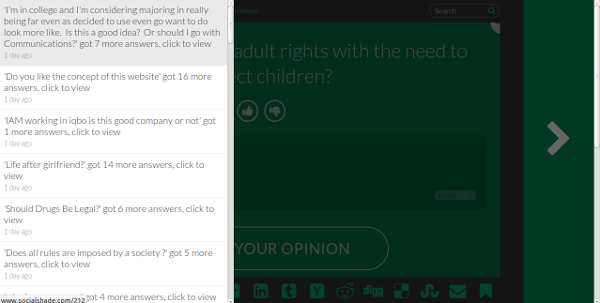 'I'm in college and I'm considering majoring in really
being far even as decided to use even go want to do
look more like.  Is this a good idea?  Or should I go with
Communications?' got 7 more answers, click to view
1 day ago
'Do you like the concept of this website' got 16 more
answers, click to view
1 day ago
'IAM working in iqbo is this good company or not' got
1 more answers, click to view
1 day ago
'Life after girlfriend?' got 14 more answers, click to
view
1 day ago
'Should Drugs Be Legal?' got 6 more answers, click to
view
1 day ago
'Does all rules are imposed by a society ?' got 5 more
answers, click to view
1 day ago
got 4 more answers, click to
www.socialshade.com/212
Search
adult rights with the need to
ct children?
YOUR OPINION
digg